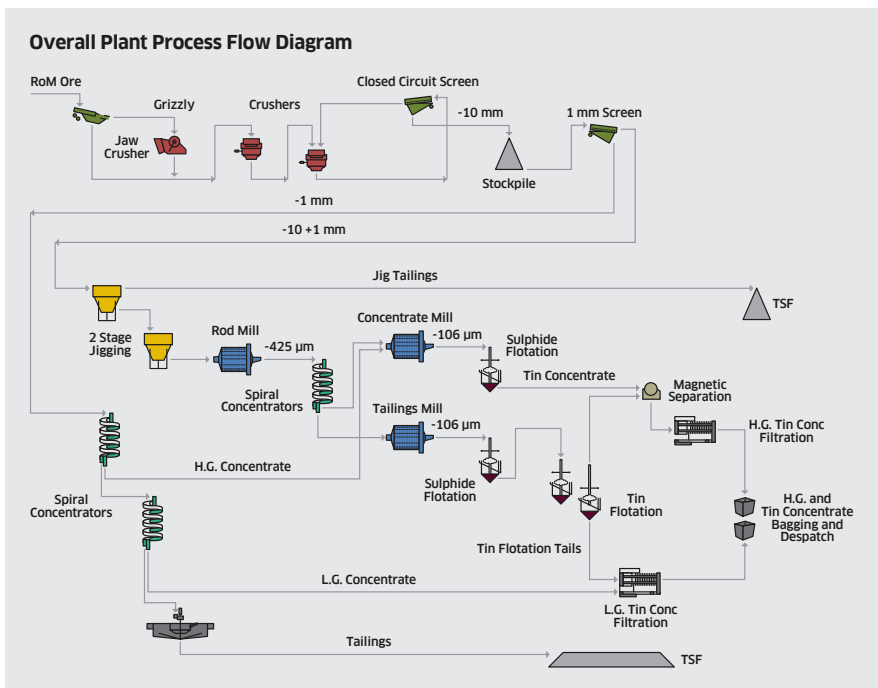 Overall Plant Process Flow Diagram
RoM Ore
Grizzly
Crushers
Closed Circuit Screen
-10 mm
1 mm Screen
Jaw
Crusher
Stockpile
-1 mm
-10 +1 mm
Jig Tailings
TSF
2 Stage
Jigging
Rod Mill
-425 µm
Concentrate Mill
-106 µm
Sulphide
Flotation
Tin Concentrate
Magnetic
Separation
Spiral
Concentrators
Tailings Mill
-106 µm
H.G. Tin Conc
Filtration
H.G. Concentrate
Sulphide
Flotation
Tin
Flotation
H.G. and
Tin Concentrate
Bagging and
Despatch
Spiral
Concentrators
Tin Flotation Tails
L.G. Concentrate
L.G. Tin Conc
Filtration
Tailings
TSF